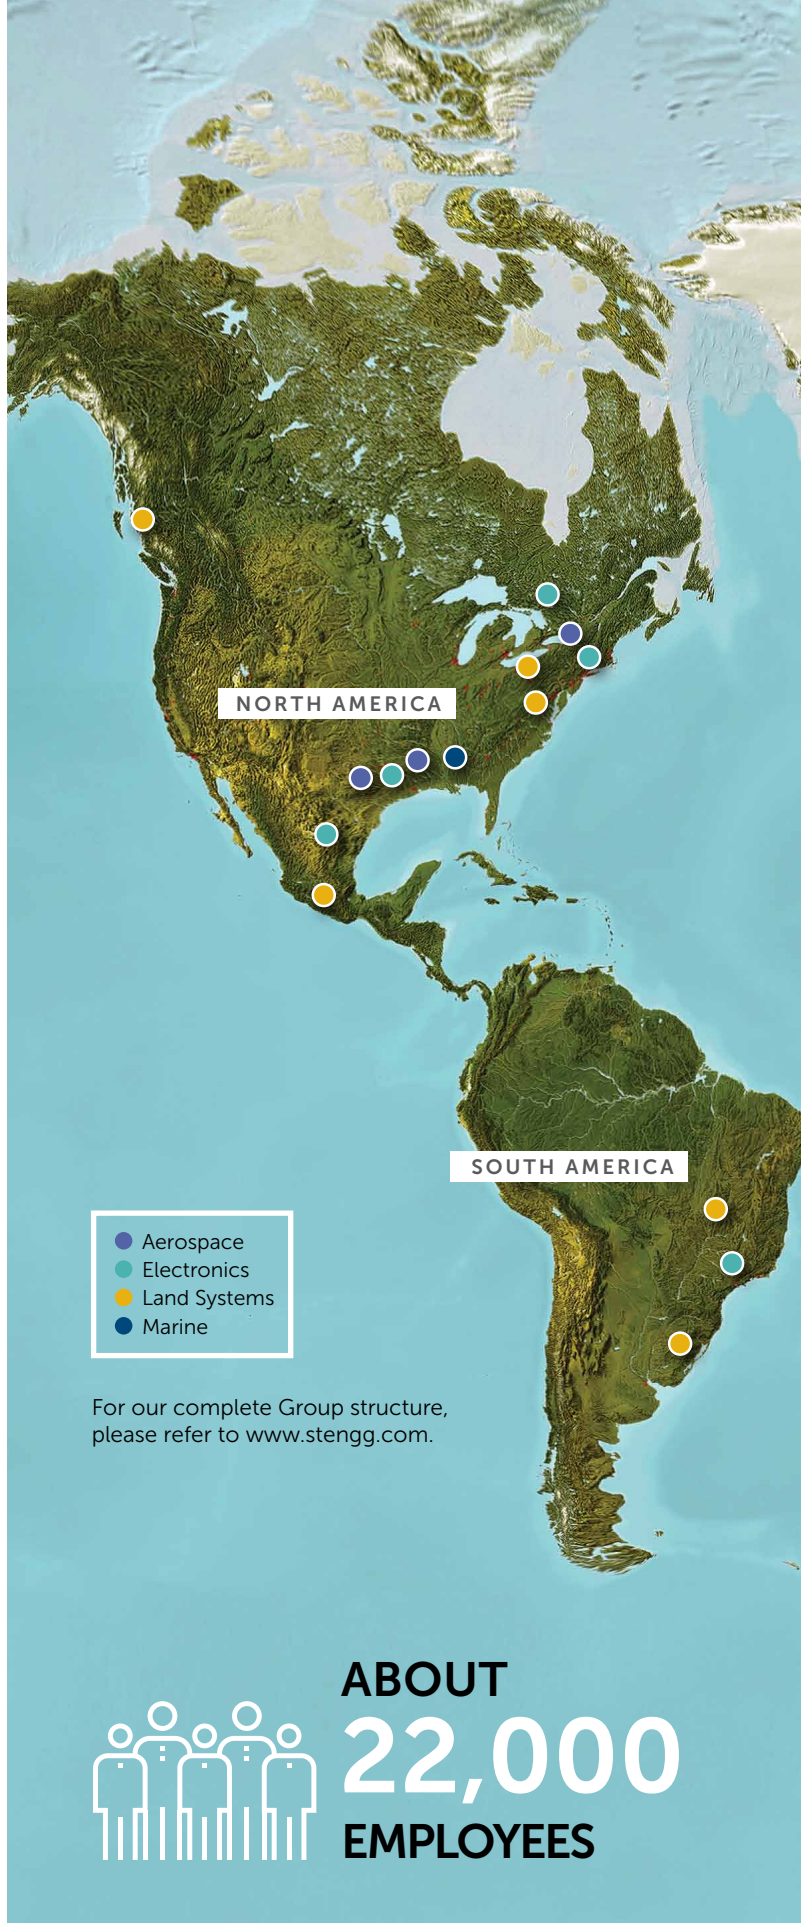 NORTH AMERICA
SOUTH AMERICA
Aerospace
Electronics
Land Systems
Marine
For our complete Group structure,
please refer to www.stengg.com.
ABOUT
22,000
EMPLOYEES